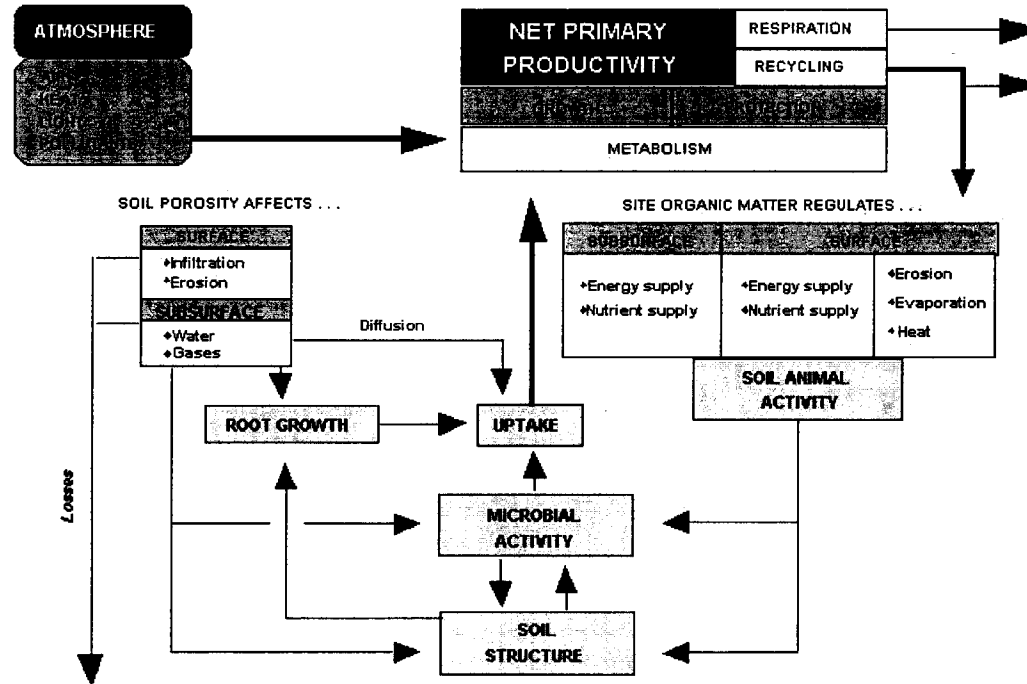 ATMOSPHERE
NET PRIMARY
PRODUCTIVITY
RESPIRATION
RECYCLING
METABOLISM
SOIL POROSITY AFFECTS . . .
SURFACE
Infiltration
Erosion
SUBSURFACE
Water
Gases
Diffusion
SITE ORGANIC MATTER REGULATES . . .
SUBSURFACE
SURFACE
Energy supply
Nutrient supply
Energy supply
Nutrient supply
Erosion
Evaporation
Heat
SOIL ANIMAL
ACTIVITY
ROOT GROWTH
UPTAKE
Losses
MICROBIAL
ACTIVITY
SOIL
STRUCTURE